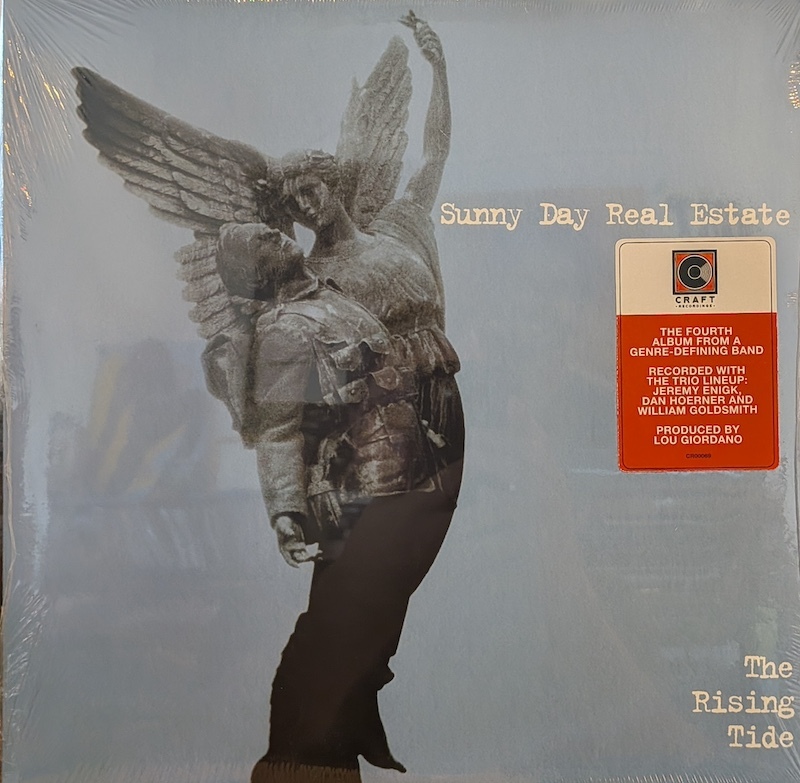 Sunny Day Real Estate
CRAFT
RECORDINGS
THE FOURTH
ALBUM FROM A
GENRE-DEFINING BAND
RECORDED WITH
THE TRIO LINEUP:
JEREMY ENIGK,
DAN HOERNER AND
WILLIAM GOLDSMITH
PRODUCED BY
LOU GIORDANO
The
Rising
Tide